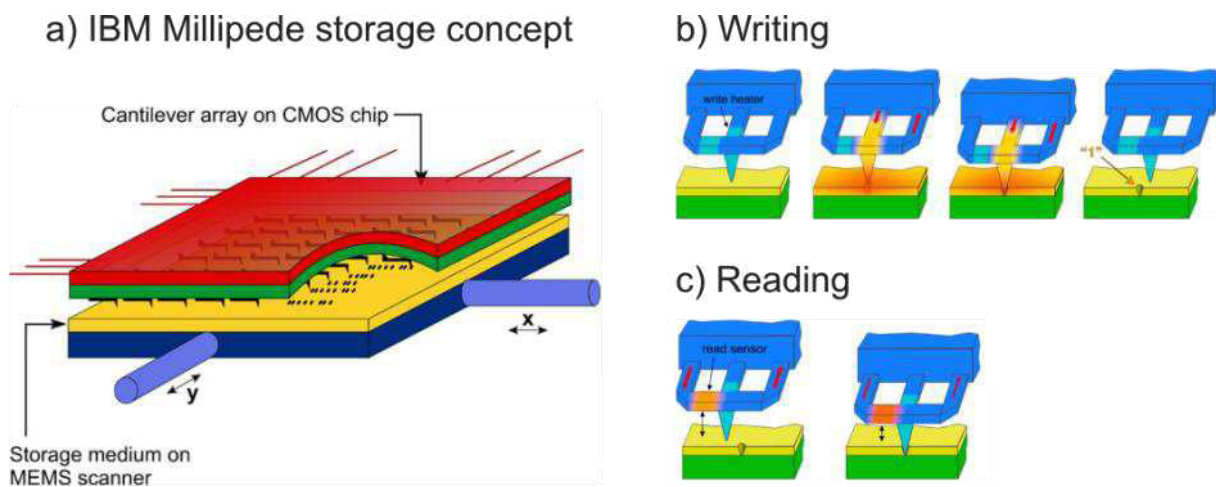 a) IBM Millipede storage concept
Cantilever array on CMOS chip
x
y
Storage medium on
MEMS scanner
b) Writing
write heater
"1"
c) Reading
read sensor